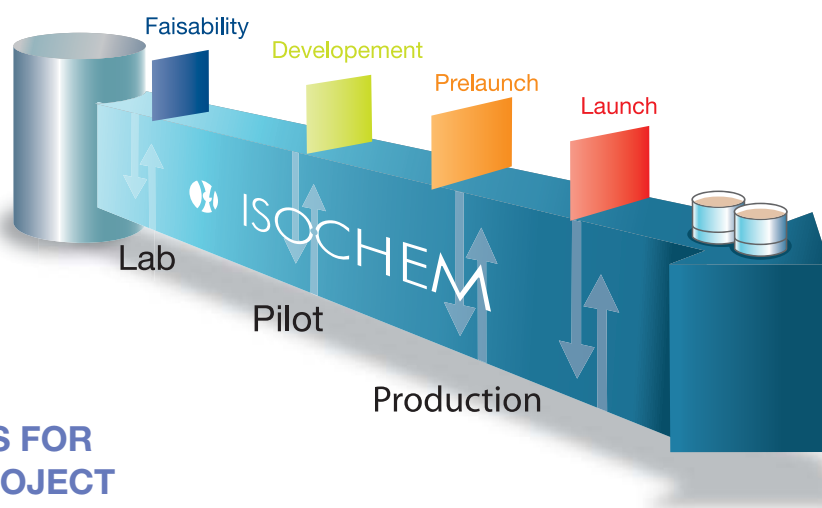 Faisability
Developement
Prelaunch
Launch
ISOCHEM
Lab
Pilot
Production
S FOR
OJECT